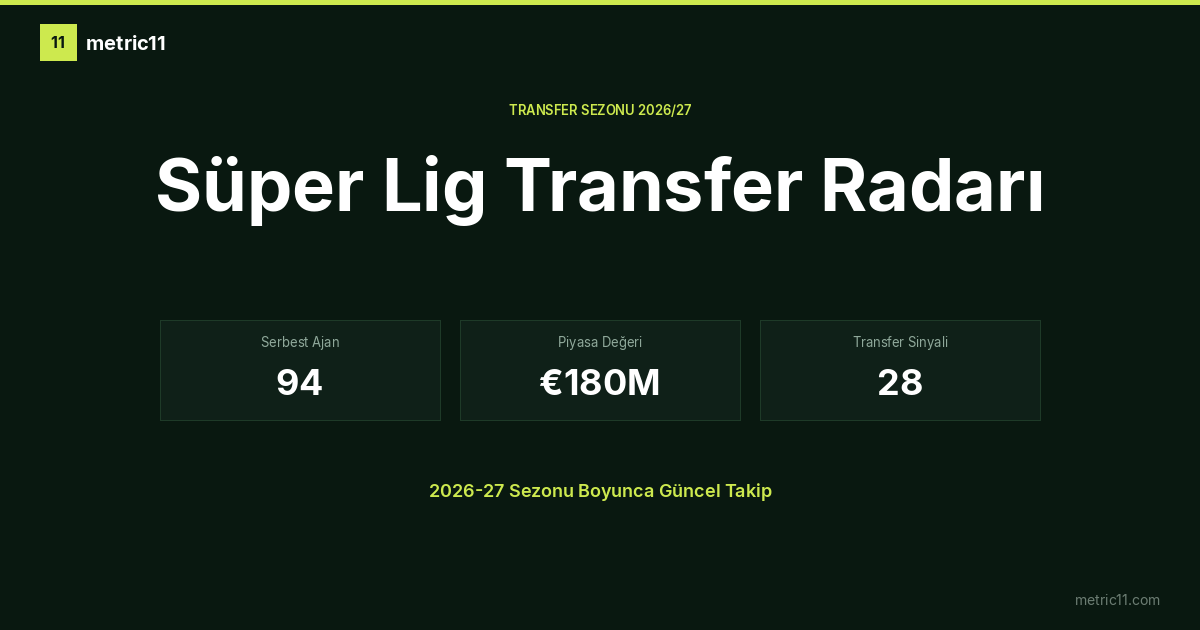 11 metric11
TRANSFER SEZONU 2026/27
Süper Lig Transfer Radarı
Serbest Ajan
94
Piyasa Değeri
€180M
Transfer Sinyali
28
2026-27 Sezonu Boyunca Güncel Takip
metric11.com